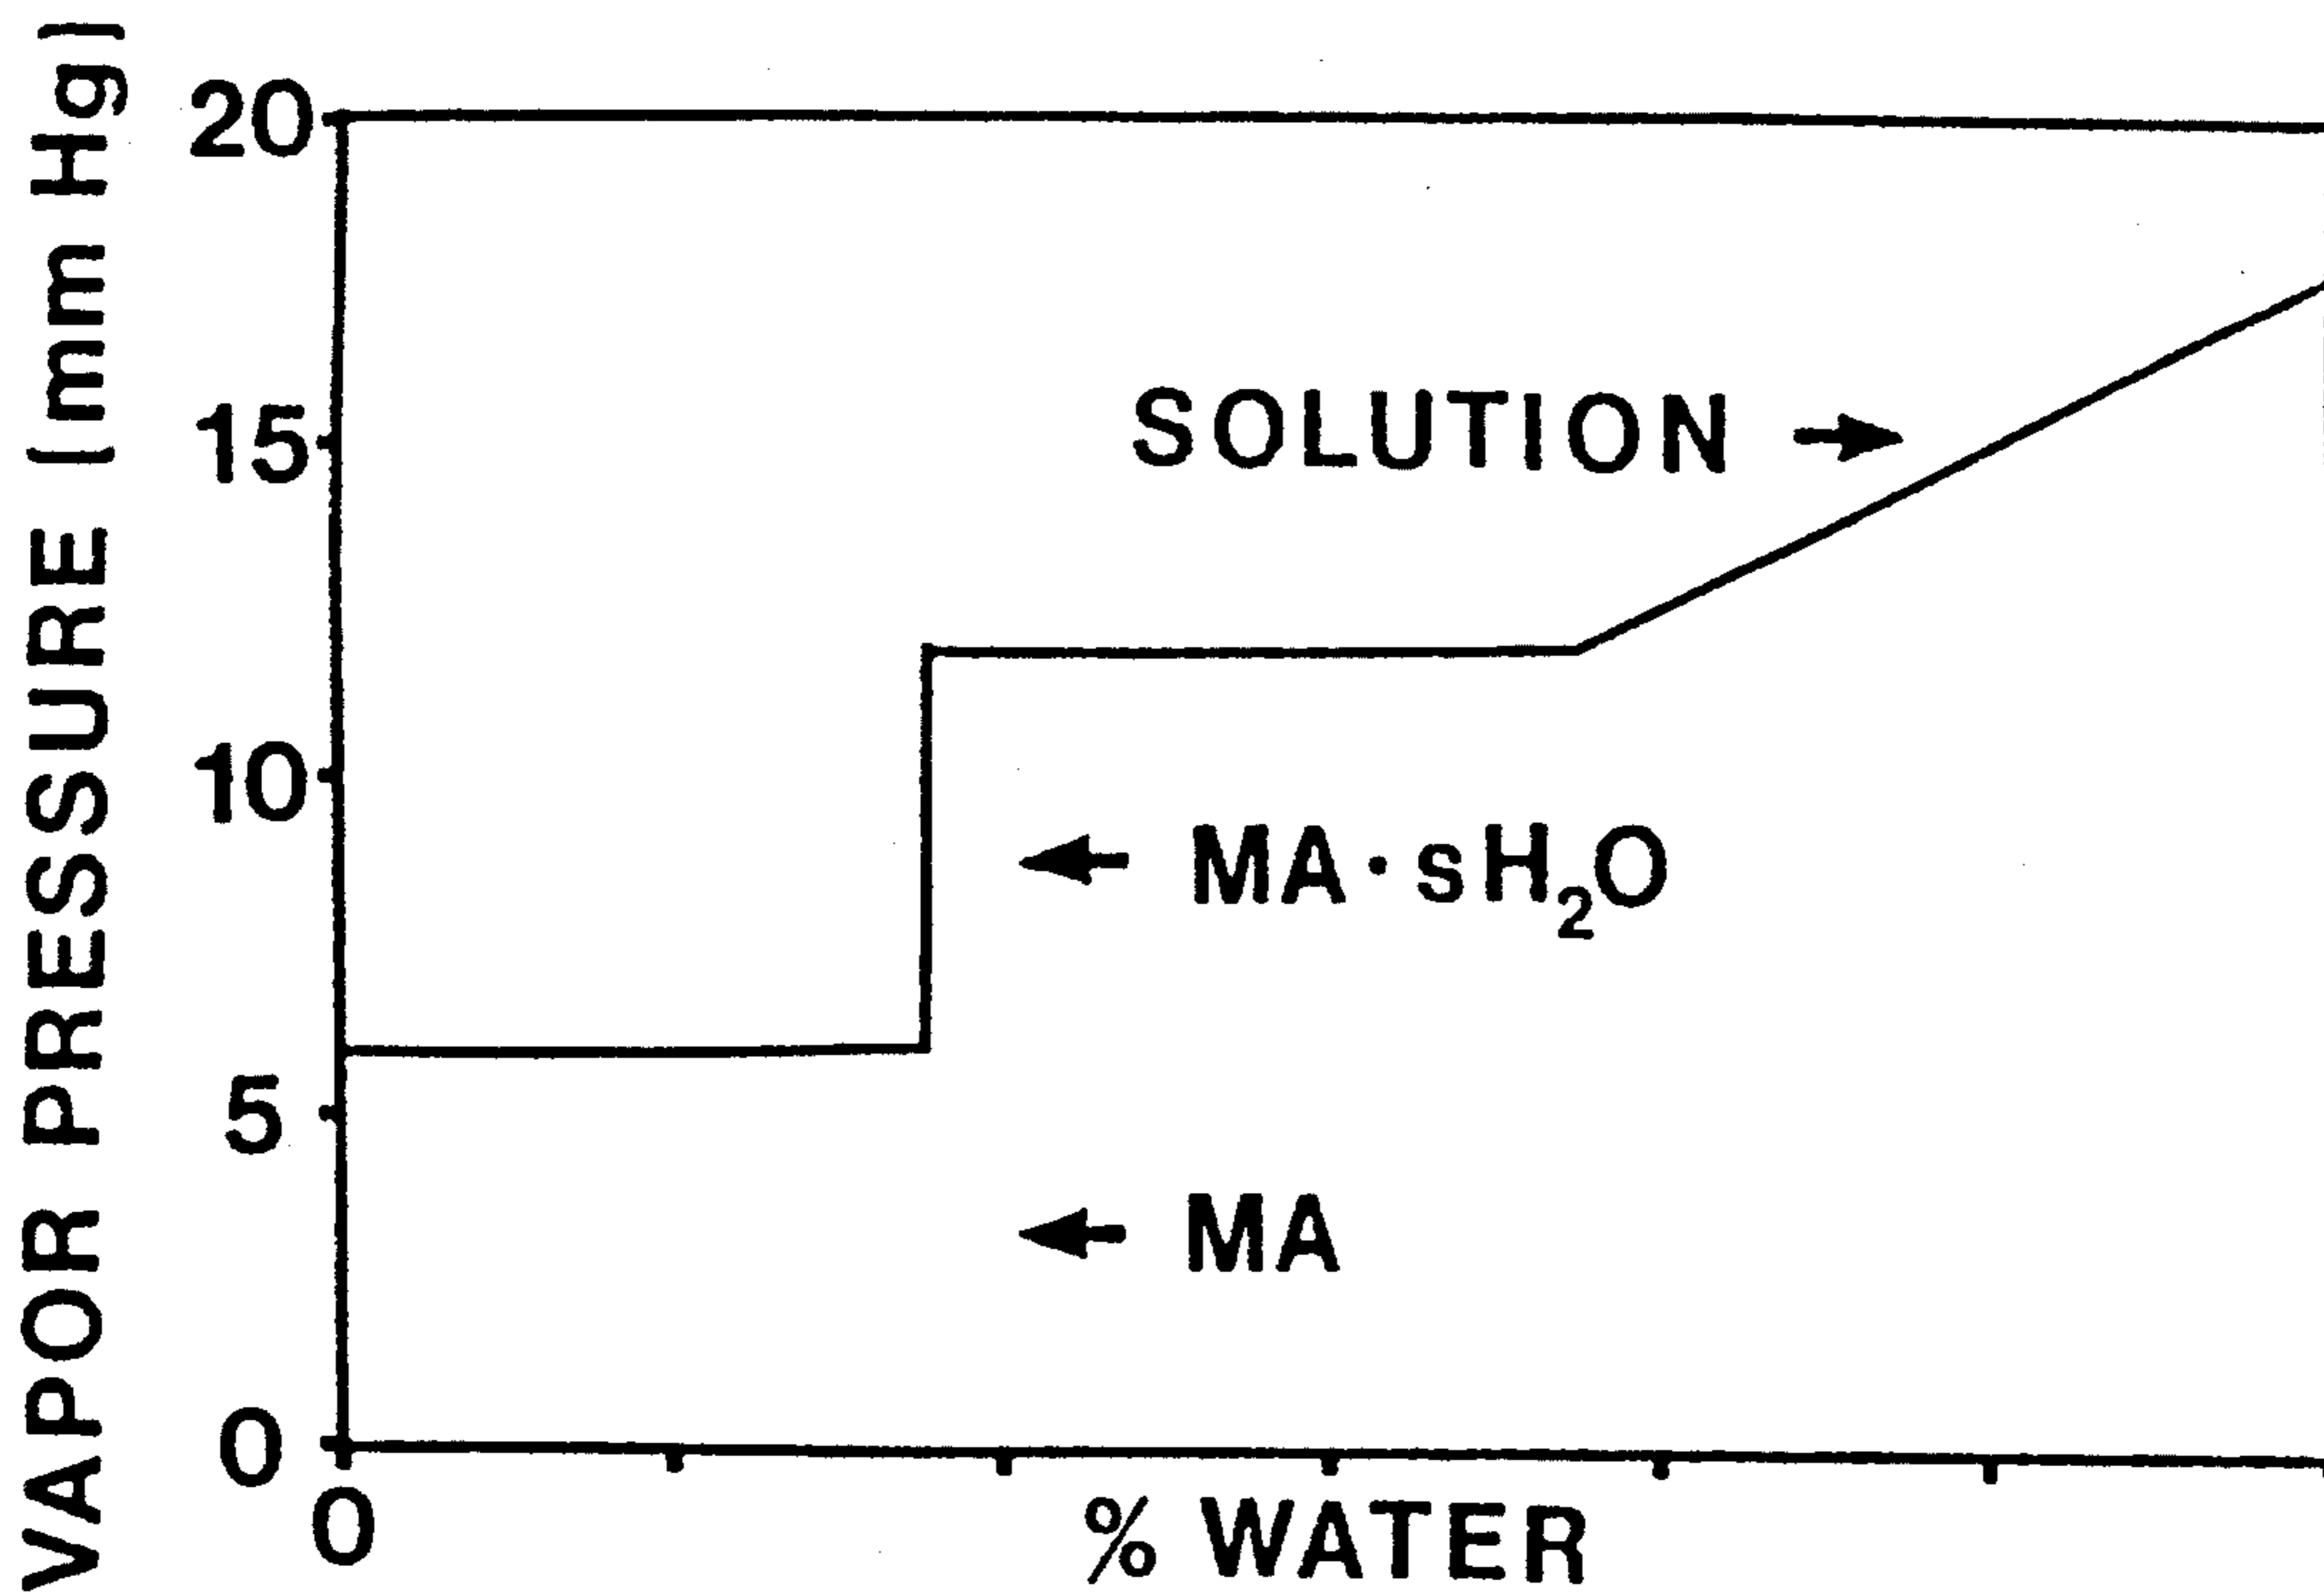 VAPOR PRESSURE (mm Hg)
20
15
10
5
0
SOLUTION
MA·sH₂O
MA
0
% WATER